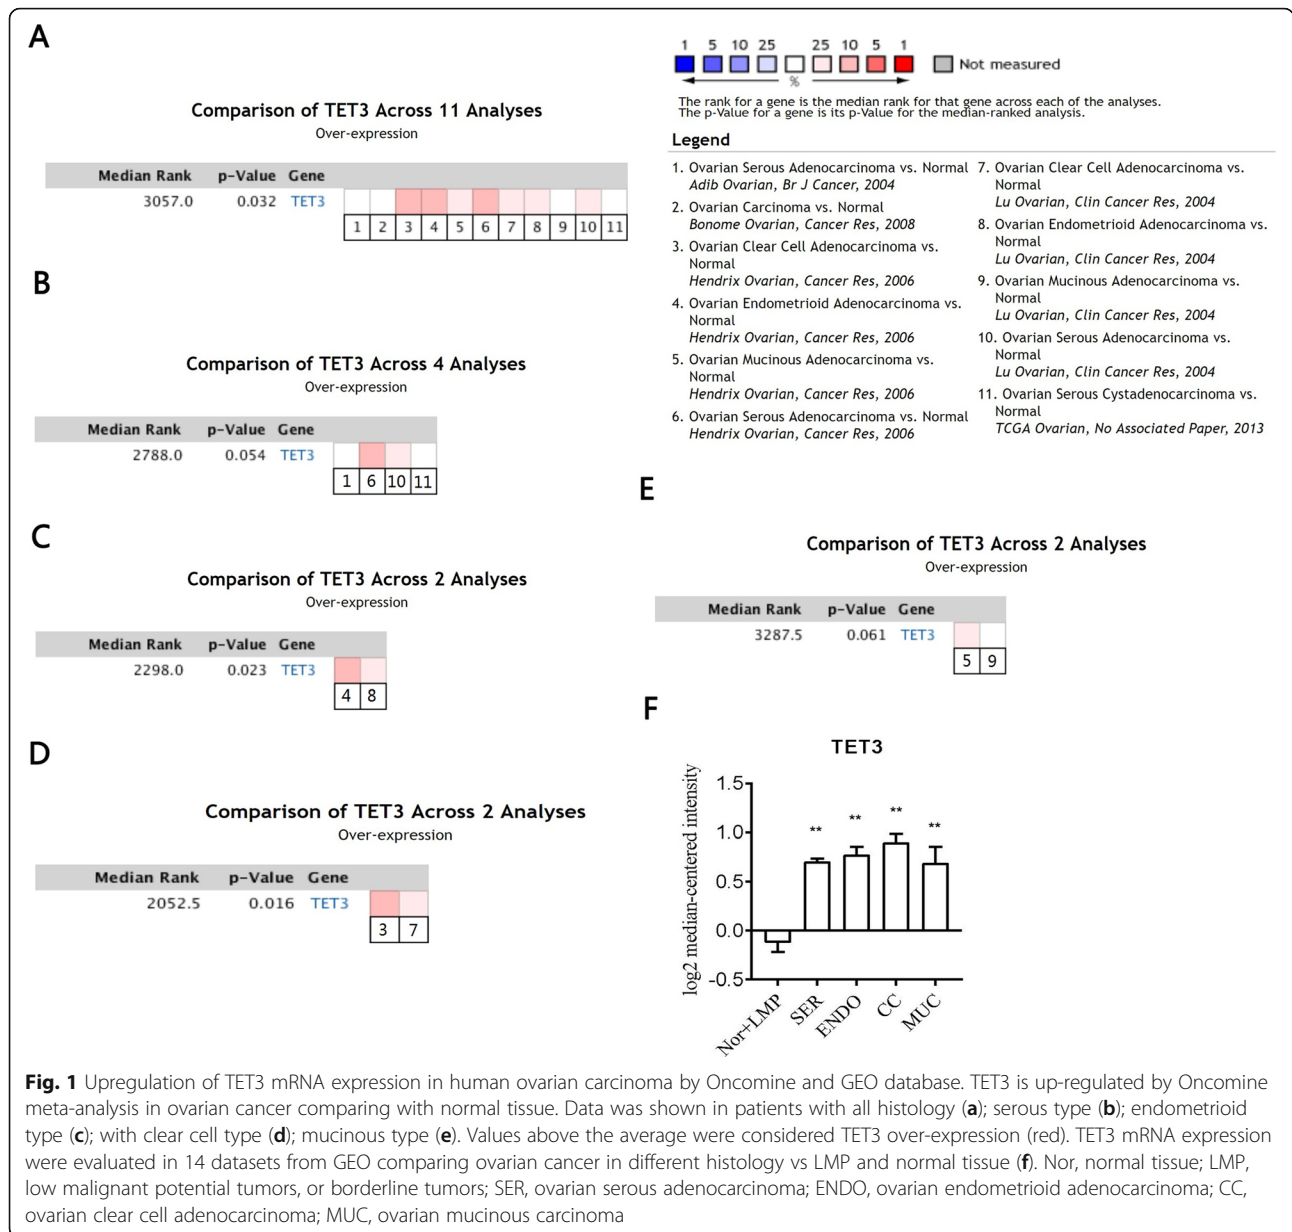 A
Comparison of TET3 Across 11 Analyses
Over-expression
Median Rank p-Value Gene
3057.0 0.032 TET3
1 2 3 4 5 6 7 8 9 10 11
1 5 10 25 25 10 5 1
%
Not measured
The rank for a gene is the median rank for that gene across each of the analyses.
The p-Value for a gene is its p-Value for the median-ranked analysis.
Legend
1. Ovarian Serous Adenocarcinoma vs. Normal
Adib Ovarian, Br J Cancer, 2004
2. Ovarian Carcinoma vs. Normal
Bonome Ovarian, Cancer Res, 2008
3. Ovarian Clear Cell Adenocarcinoma vs.
Normal
Hendrix Ovarian, Cancer Res, 2006
4. Ovarian Endometrioid Adenocarcinoma vs.
Normal
Hendrix Ovarian, Cancer Res, 2006
5. Ovarian Mucinous Adenocarcinoma vs.
Normal
Hendrix Ovarian, Cancer Res, 2006
6. Ovarian Serous Adenocarcinoma vs. Normal
Hendrix Ovarian, Cancer Res, 2006
7. Ovarian Clear Cell Adenocarcinoma vs.
Normal
Lu Ovarian, Clin Cancer Res, 2004
8. Ovarian Endometrioid Adenocarcinoma vs.
Normal
Lu Ovarian, Clin Cancer Res, 2004
9. Ovarian Mucinous Adenocarcinoma vs.
Normal
Lu Ovarian, Clin Cancer Res, 2004
10. Ovarian Serous Adenocarcinoma vs.
Normal
Lu Ovarian, Clin Cancer Res, 2004
11. Ovarian Serous Cystadenocarcinoma vs.
Normal
TCGA Ovarian, No Associated Paper, 2013
B
Comparison of TET3 Across 4 Analyses
Over-expression
Median Rank p-Value Gene
2788.0 0.054 TET3
1 6 10 11
C
Comparison of TET3 Across 2 Analyses
Over-expression
Median Rank p-Value Gene
2298.0 0.023 TET3
4 8
D
Comparison of TET3 Across 2 Analyses
Over-expression
Median Rank p-Value Gene
2052.5 0.016 TET3
3 7
E
Comparison of TET3 Across 2 Analyses
Over-expression
Median Rank p-Value Gene
3287.5 0.061 TET3
5 9
F
TET3
log2 median-centered intensity
1.5
1.0
0.5
0.0
-0.5
** ** ** **
Nor+LMP SER ENDO CC MUC
Fig. 1 Upregulation of TET3 mRNA expression in human ovarian carcinoma by Oncomine and GEO database. TET3 is up-regulated by Oncomine
meta-analysis in ovarian cancer comparing with normal tissue. Data was shown in patients with all histology (a); serous type (b); endometrioid
type (c); with clear cell type (d); mucinous type (e). Values above the average were considered TET3 over-expression (red). TET3 mRNA expression
were evaluated in 14 datasets from GEO comparing ovarian cancer in different histology vs LMP and normal tissue (f). Nor, normal tissue; LMP,
low malignant potential tumors, or borderline tumors; SER, ovarian serous adenocarcinoma; ENDO, ovarian endometrioid adenocarcinoma; CC,
ovarian clear cell adenocarcinoma; MUC, ovarian mucinous carcinoma